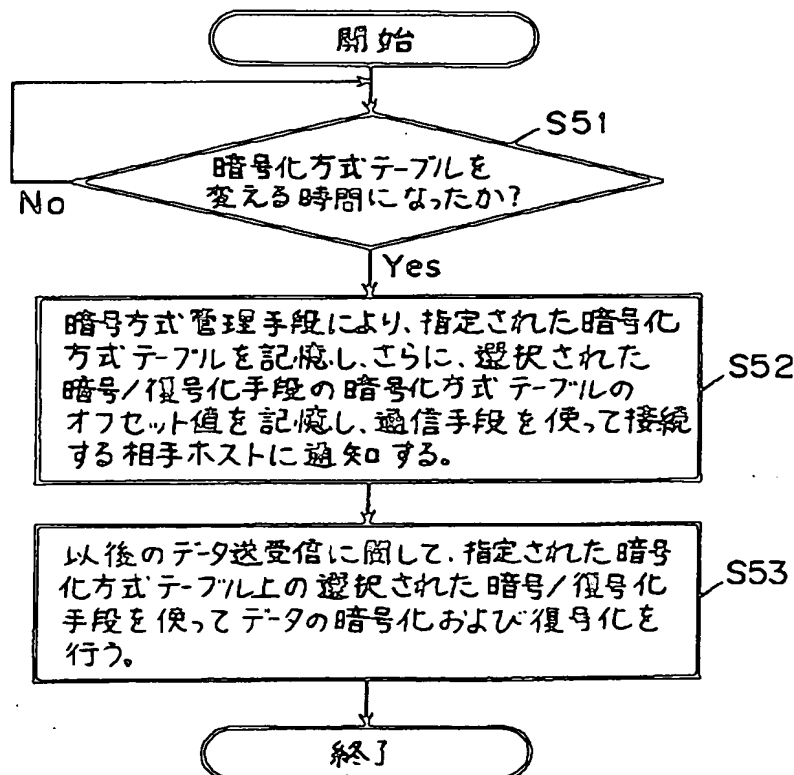 開始
S51
暗号化方式テーブルを
変える時間になったか?
No
Yes
暗号方式管理手段により、指定された暗号化
方式テーブルを記憶し、さらに、選択された
暗号/復号化手段の暗号化方式テーブルの
オフセット値を記憶し、通信手段を使って接続
する相手ホストに通知する。
S52
以後のデータ送受信に関して、指定された暗号
化方式テーブル上の選択された暗号/復号化
手段を使ってデータの暗号化および復号化を
行う。
S53
終了